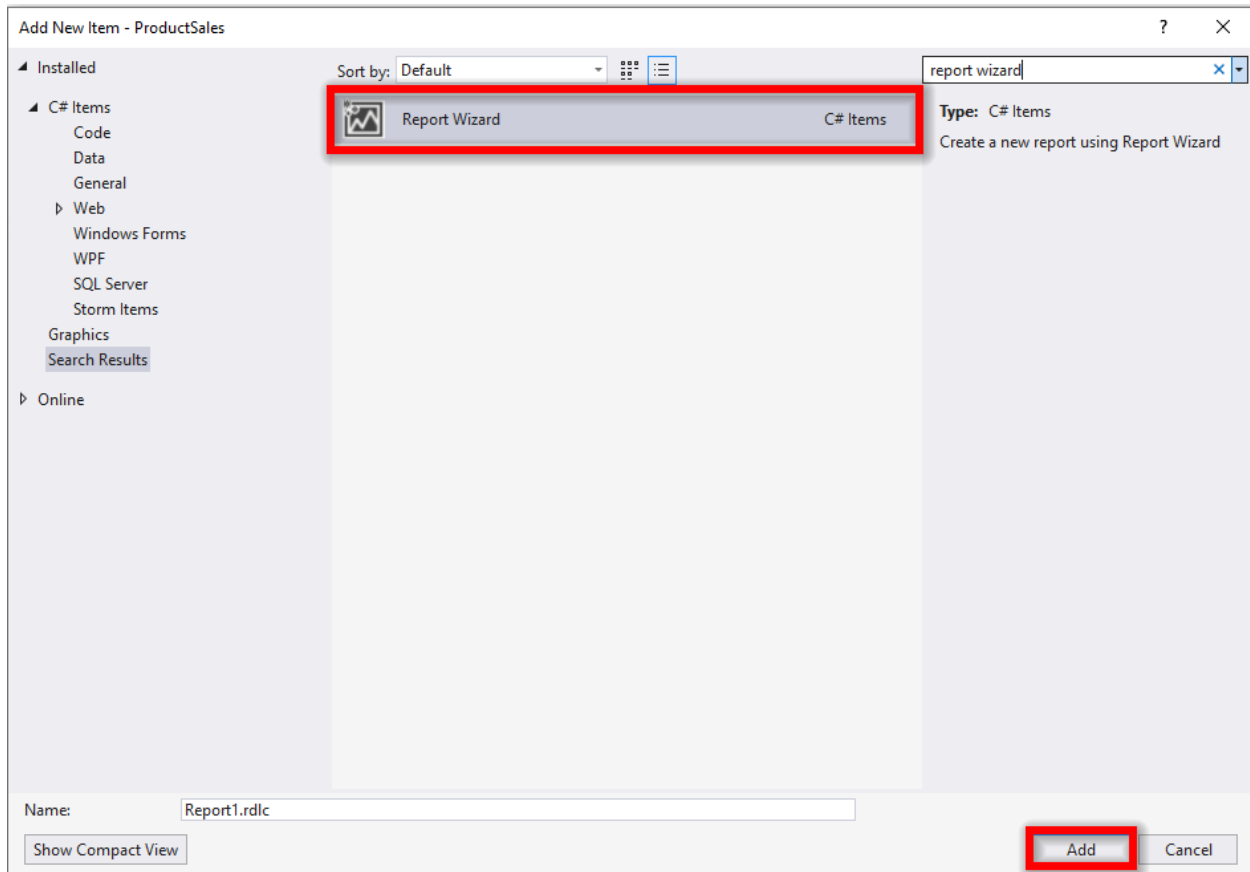 Add New Item - ProductSales
?
Installed
Sort by: Default
report wizard
C# Items
Code
Data
General
Web
Windows Forms
WPF
SQL Server
Storm Items
Graphics
Search Results
Online
Report Wizard C# Items
Type: C# Items
Create a new report using Report Wizard
Name: Report1.rdlc
Show Compact View
Add Cancel